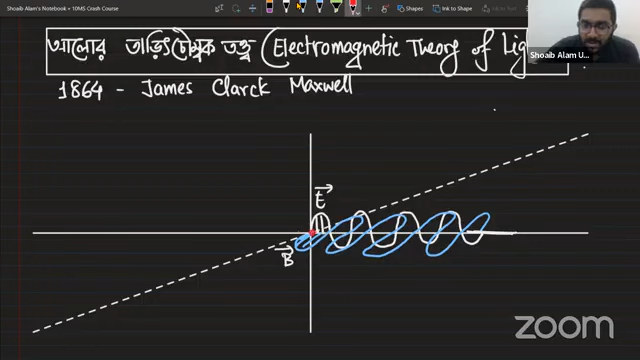 Shoaib Alam's Notebook » 10MS Crash Course
Shapes
Ink to Shape
আলোর তাড়িৎচৌম্বক তত্ত্ব (Electromagnetic Theory of Lig
Shoaib Alam U...
1864 - James Clarck Maxwell
E
B
zoom